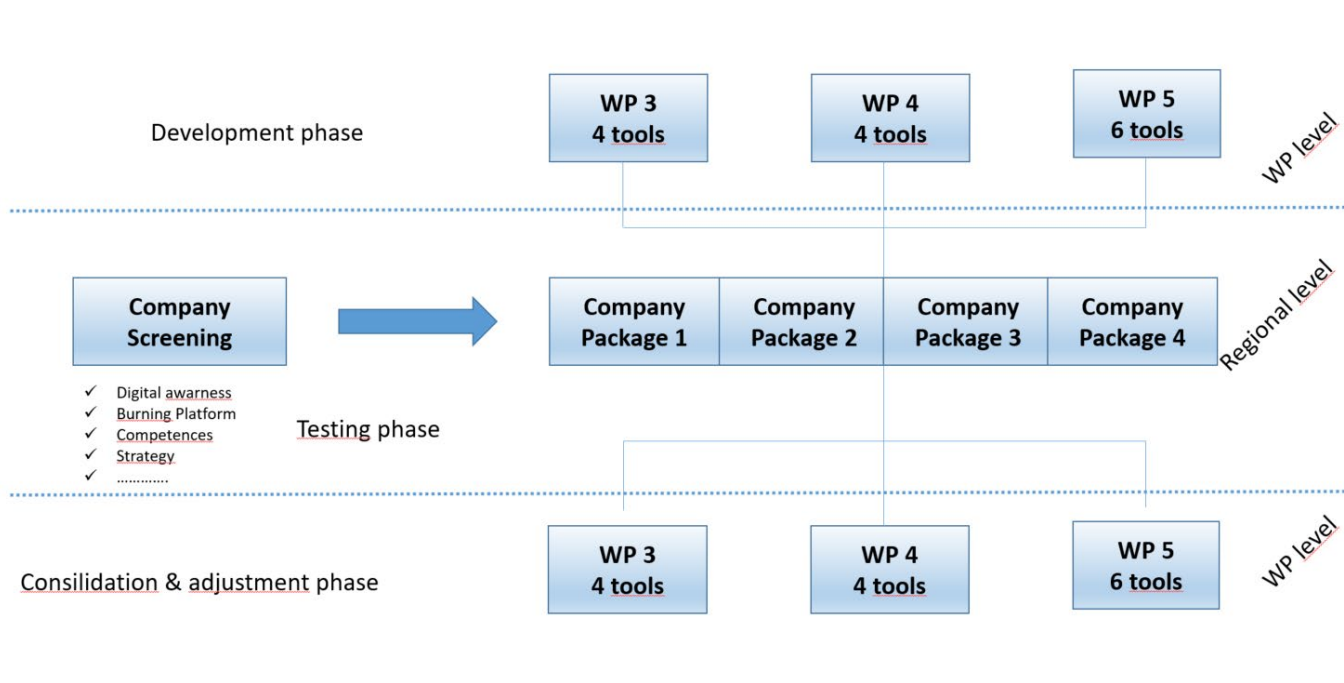 Development phase
WP 3
4 tools
WP 4
4 tools
WP 5
6 tools
WP level
Company
Screening
Company
Package 1
Company
Package 2
Company
Package 3
Company
Package 4
Regional level
✓ Digital awarness
✓ Burning Platform
✓ Competences
✓ Strategy
✓ .............
Testing phase
Consilidation & adjustment phase
WP 3
4 tools
WP 4
4 tools
WP 5
6 tools
WP level